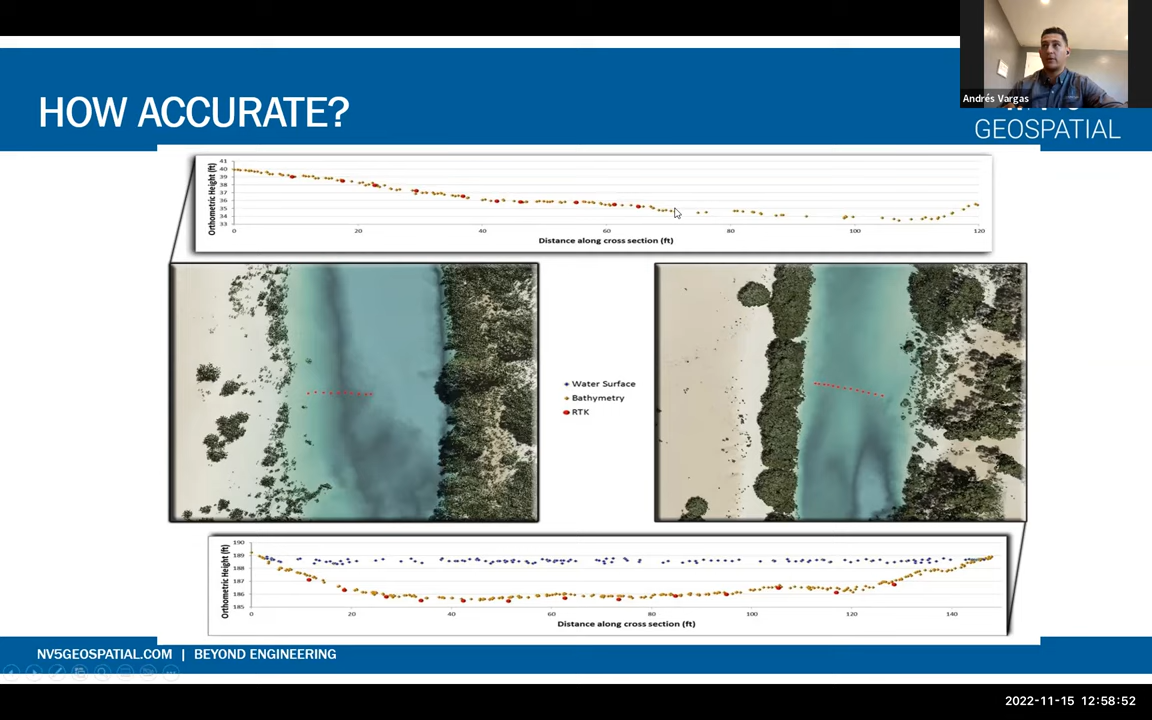 Andrés Vargas
HOW ACCURATE?
GEOSPATIAL
Orthometric Height (ft)
41
40
39
38
37
36
35
34
33
0
20
40
60
80
100
120
Distance along cross section (ft)
Water Surface
Bathymetry
RTK
Orthometric Height (ft)
190
189
188
187
186
185
0
20
40
60
80
100
120
140
Distance along cross section (ft)
NV5GEOSPATIAL.COM | BEYOND ENGINEERING
2022-11-15 12:58:52